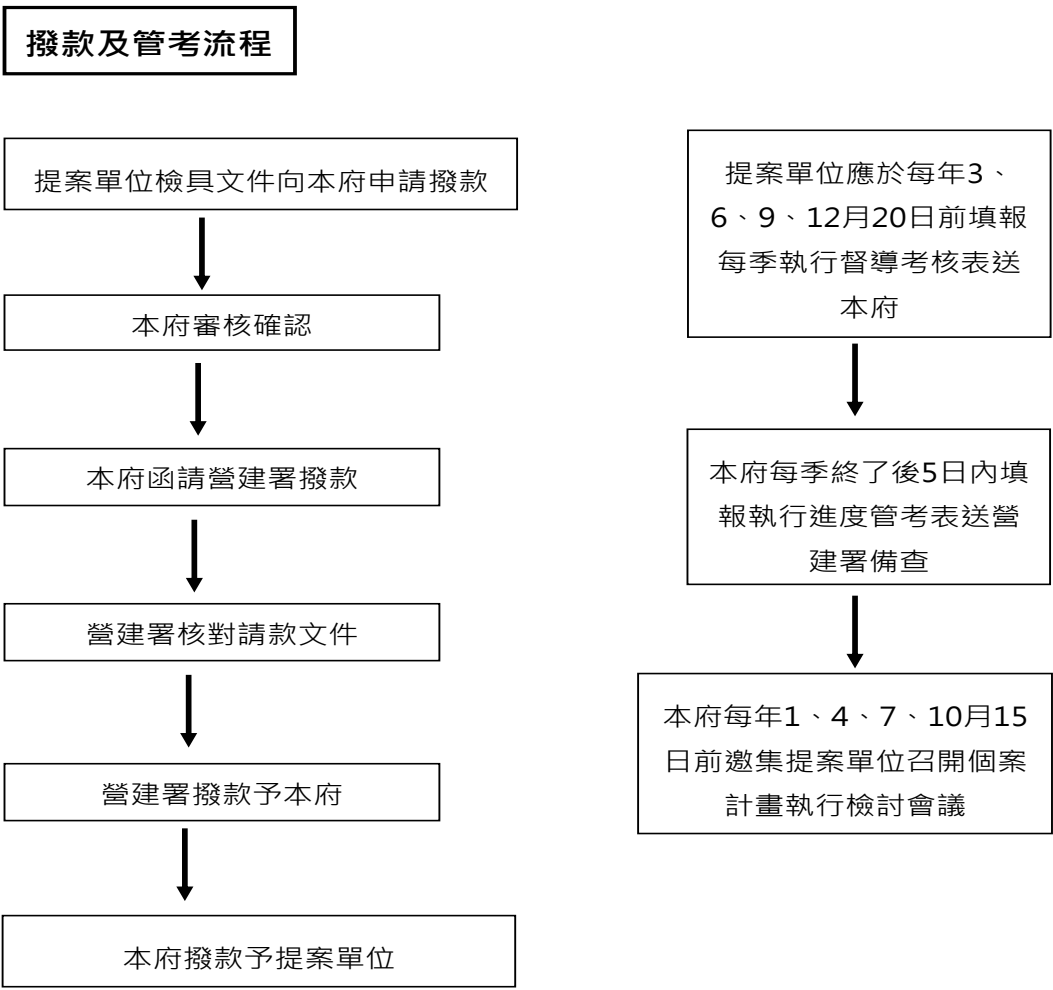 撥款及管考流程
提案單位檢具文件向本府申請撥款
本府審核確認
本府函請營建署撥款
營建署核對請款文件
營建署撥款予本府
本府撥款予提案單位
提案單位應於每年3、
6、9、12月20日前填報
每季執行督導考核表送
本府
本府每季終了後5日內填
報執行進度管考表送營
建署備查
本府每年1、4、7、10月15
日前邀集提案單位召開個案
計畫執行檢討會議